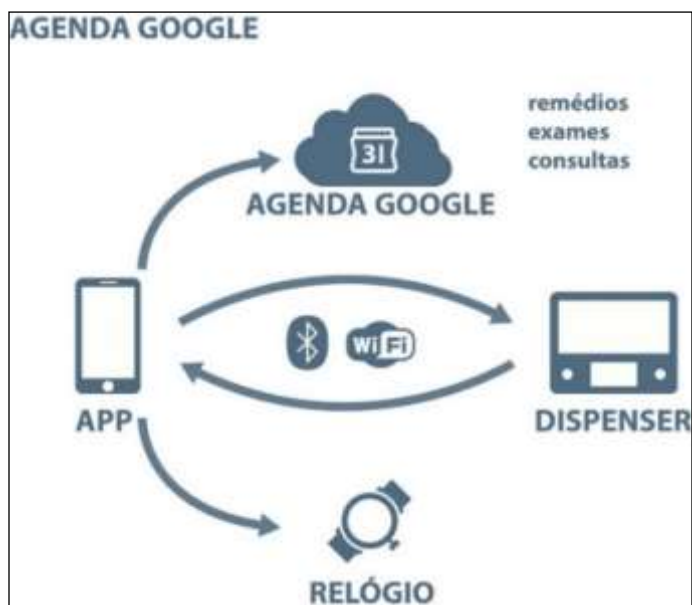 AGENDA GOOGLE
remédios
exames
consultas
31
AGENDA GOOGLE
WiFi
APP
DISPENSER
RELÓGIO